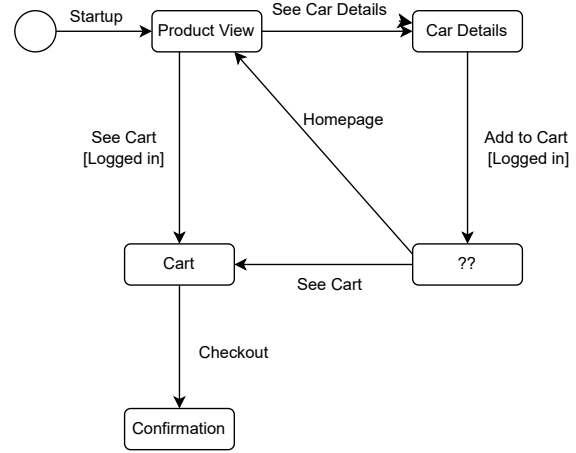 Startup
Product View
See Car Details
Car Details
Homepage
See Cart
[Logged in]
Add to Cart
[Logged in]
Cart
See Cart
??
Checkout
Confirmation